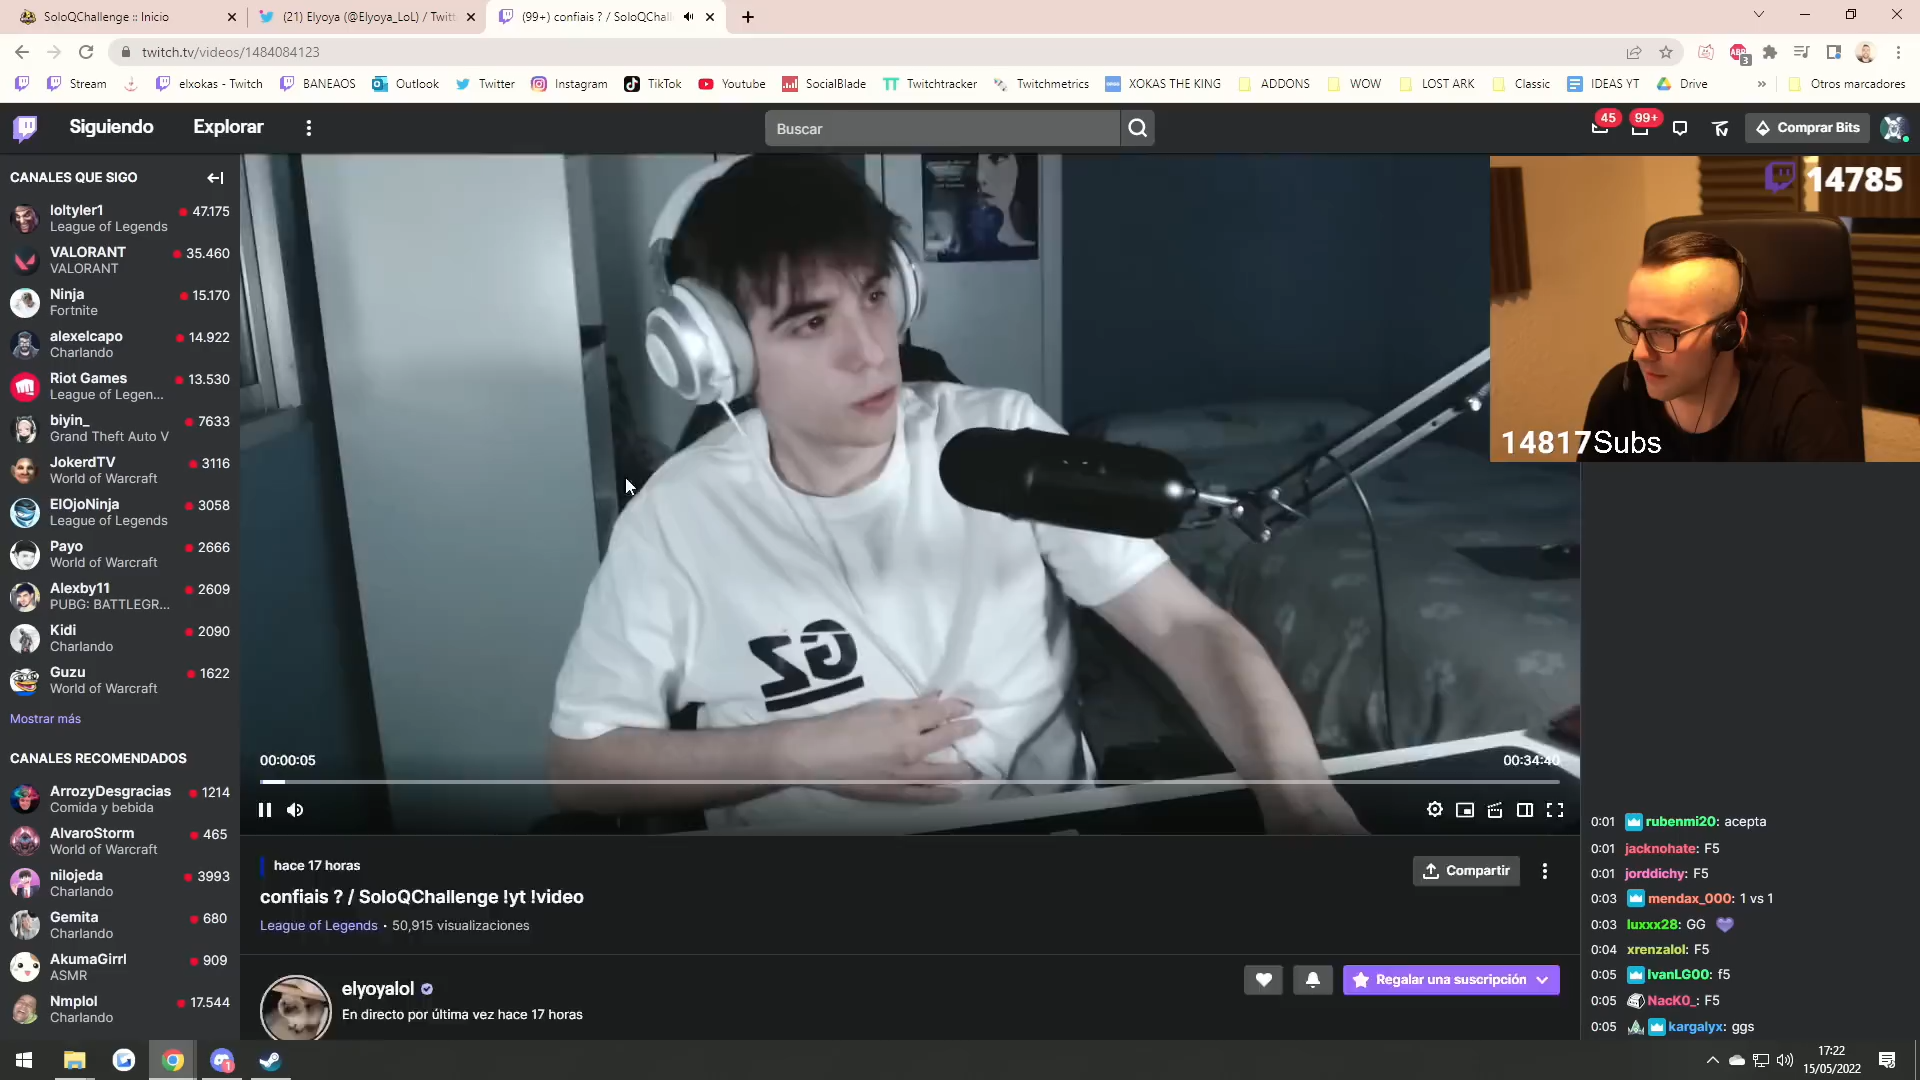 SoloQChallenge :: Inicio
(21) Elyoya (@Elyoya_LoL) / Twitt
(99+) confiais ? / SoloQChall
twitch.tv/videos/1484084123
3
Stream
elxokas - Twitch
BANEAOS
Outlook
Twitter
Instagram
TikTok
Youtube
SocialBlade
Twitchtracker
Twitchmetrics
XOKAS THE KING
ADDONS
WOW
LOST ARK
Classic
IDEAS YT
Drive
»
Otros marcadores
Siguiendo
Explorar
Buscar
45
99+
Comprar Bits
CANALES QUE SIGO
loltyler1
47.175
League of Legends
VALORANT
35.460
VALORANT
Ninja
15.170
Fortnite
alexelcapo
14.922
Charlando
Riot Games
13.530
League of Legen...
biyin_
7633
Grand Theft Auto V
JokerdTV
3116
World of Warcraft
ElOjoNinja
3058
League of Legends
Payo
2666
World of Warcraft
Alexby11
2609
PUBG: BATTLEGR...
Kidi
2090
Charlando
Guzu
1622
World of Warcraft
Mostrar más
CANALES RECOMENDADOS
ArrozyDesgracias
1214
Comida y bebida
AlvaroStorm
465
World of Warcraft
nilojeda
3993
Charlando
Gemita
680
Charlando
AkumaGirrl
909
ASMR
Nmplol
17.544
Charlando
GZ
00:00:05
00:34:40
hace 17 horas
confiais ? / SoloQChallenge !yt !video
League of Legends • 50,915 visualizaciones
Compartir
elyoyalol
En directo por última vez hace 17 horas
Regalar una suscripción
14785
14817Subs
0:01 rubenmi20: acepta
0:01 jacknohate: F5
0:01 jorddichy: F5
0:03 mendax_000: 1 vs 1
0:03 luxxx28: GG
0:04 xrenzalol: F5
0:05 IvanLG00: f5
0:05 NacK0_: F5
0:05 kargalyx: ggs
1
17:22
15/05/2022